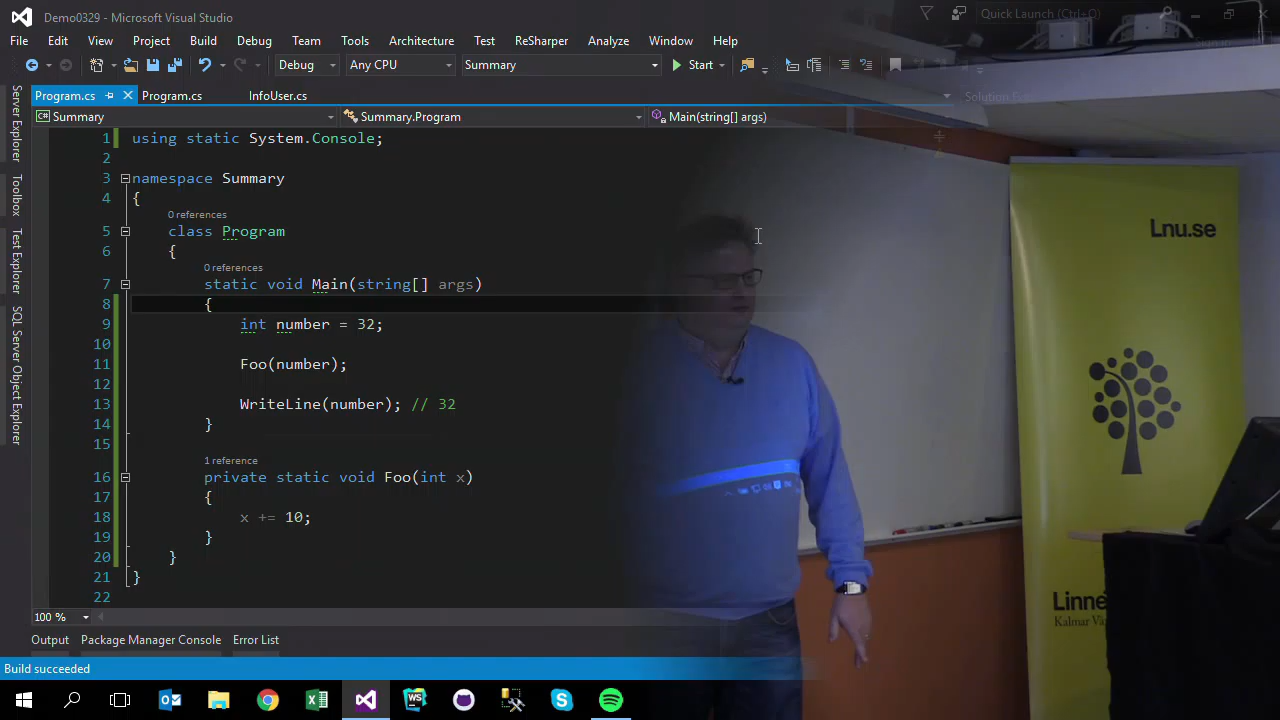 Demo0329 - Microsoft Visual Studio
Quick Launch (Ctrl+Q)
File Edit View Project Build Debug Team Tools Architecture Test ReSharper Analyze Window Help
Sign in
Debug Any CPU Summary Start
Program.cs Program.cs InfoUser.cs
C# Summary Summary.Program Main(string[] args)
Server Explorer
Toolbox
Test Explorer
SQL Server Object Explorer
1 using static System.Console;
2
3 namespace Summary
4 {
0 references
5 class Program
6 {
0 references
7 static void Main(string[] args)
8 {
9 int number = 32;
10
11 Foo(number);
12
13 WriteLine(number); // 32
14 }
15
1 reference
16 private static void Foo(int x)
17 {
18 x += 10;
19 }
20 }
21 }
22
100 %
Output Package Manager Console Error List
Build succeeded
WS
Lnu.se